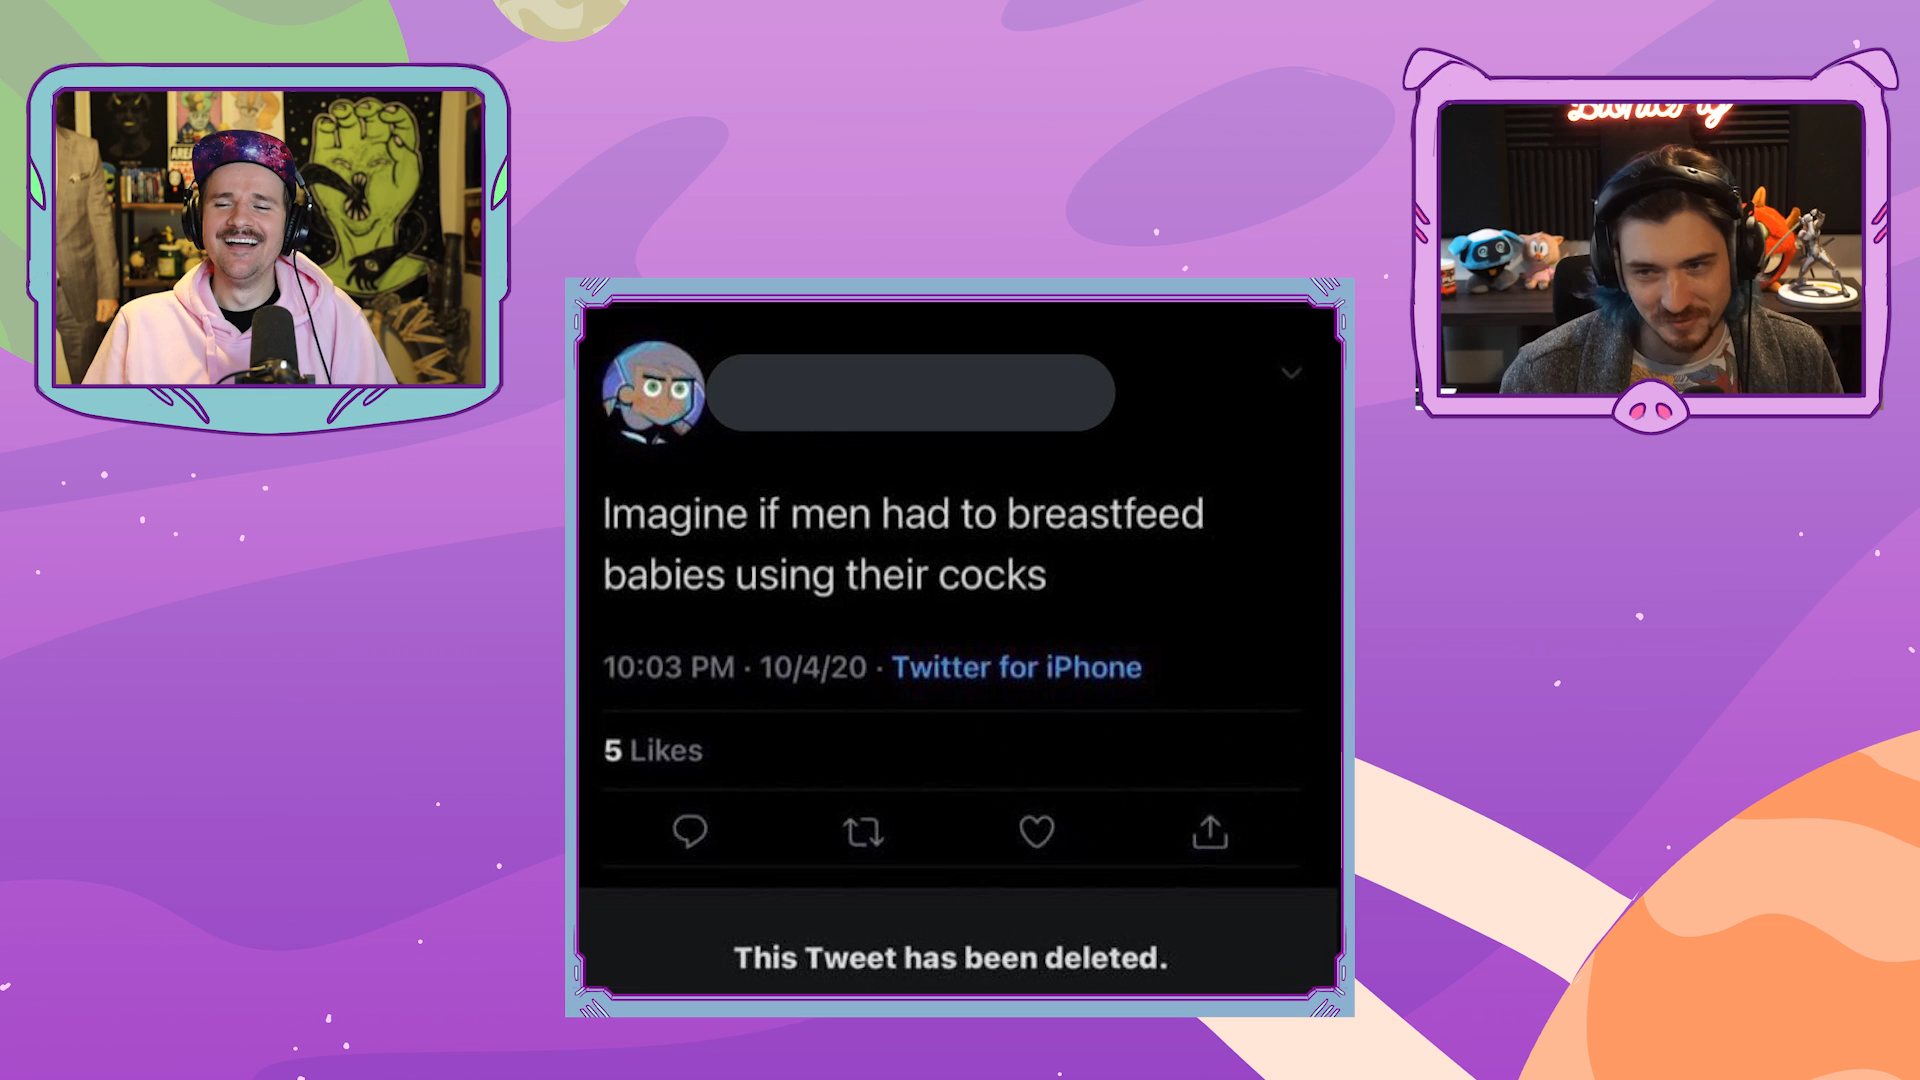 Imagine if men had to breastfeed
babies using their cocks
10:03 PM · 10/4/20 · Twitter for iPhone
5 Likes
This Tweet has been deleted.